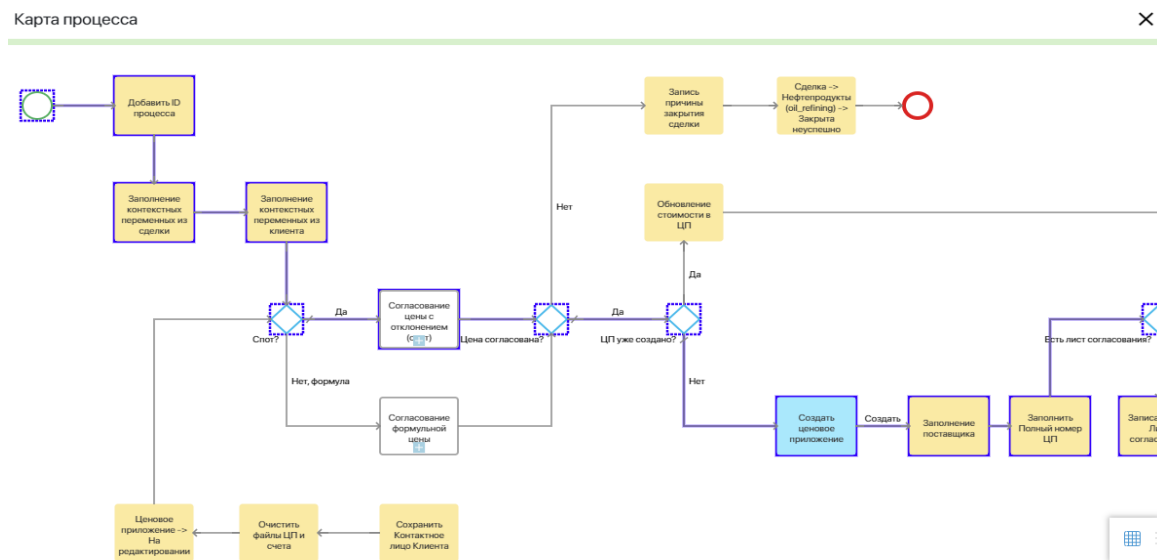 Карта процесса
Добавить ID
процесса
Запись
причины
закрытия
сделки
Сделка ->
Нефтепродукты
(oil_refining) ->
Закрыта
неуспешно
Заполнение
контекстных
переменных из
сделки
Заполнение
контекстных
переменных из
клиента
Нет
Обновление
стоимости в
ЦП
Да
Спот?
Да
Согласование
цены с
отклонением
Цена согласована?
Да
ЦП уже создано?
Есть лист согласования?
Нет, формула
Нет
Согласование
формульной
цены
Создать
ценовое
приложение
Создать
Заполнение
поставщика
Заполнить
Полный номер
ЦП
Ценовое
приложение ->
На
редактировании
Очистить
файлы ЦП и
счета
Сохранить
Контактное
лицо Клиента